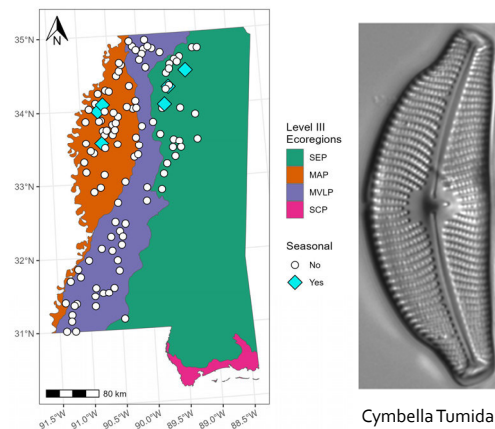 N
35°N
34°N
33°N
32°N
31°N
91.5°W
91.0°W
90.5°W
90.0°W
89.5°W
89.0°W
88.5°W
80 km
Level III
Ecoregions
SEP
MAP
MVLP
SCP
Seasonal
No
Yes
Cymbella Tumida